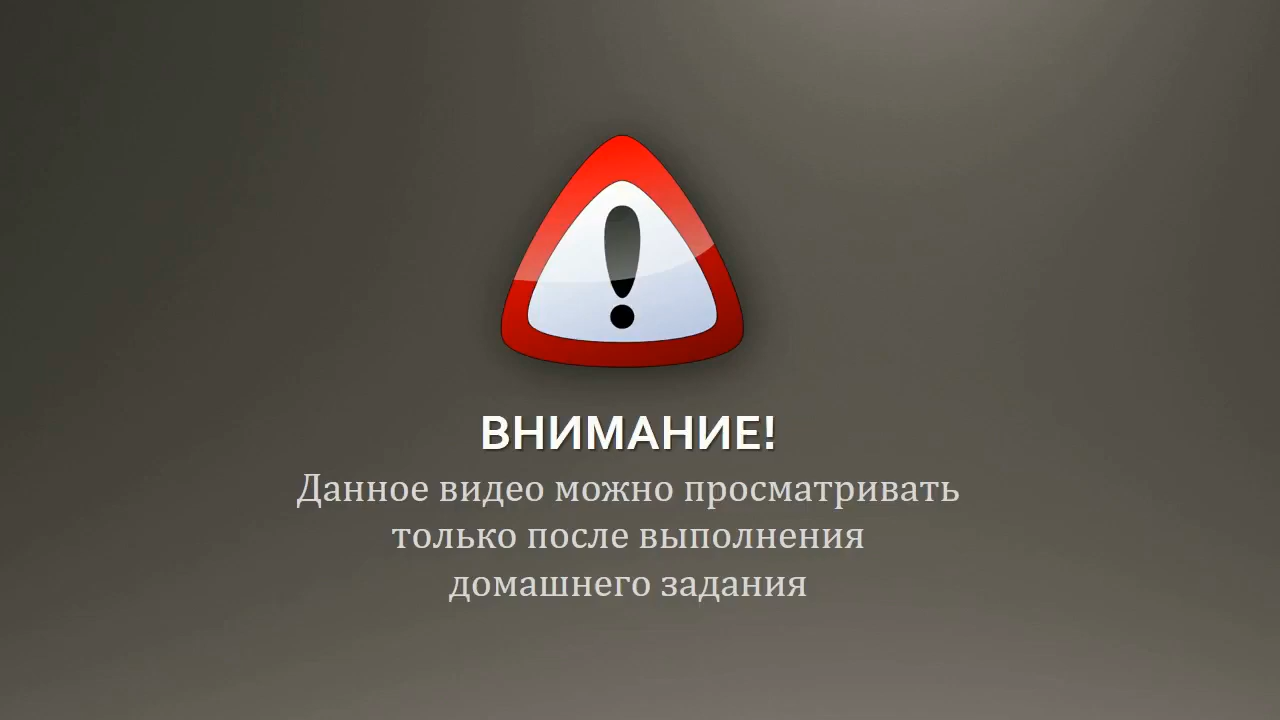 ВНИМАНИЕ!
Данное видео можно просматривать
только после выполнения
домашнего задания